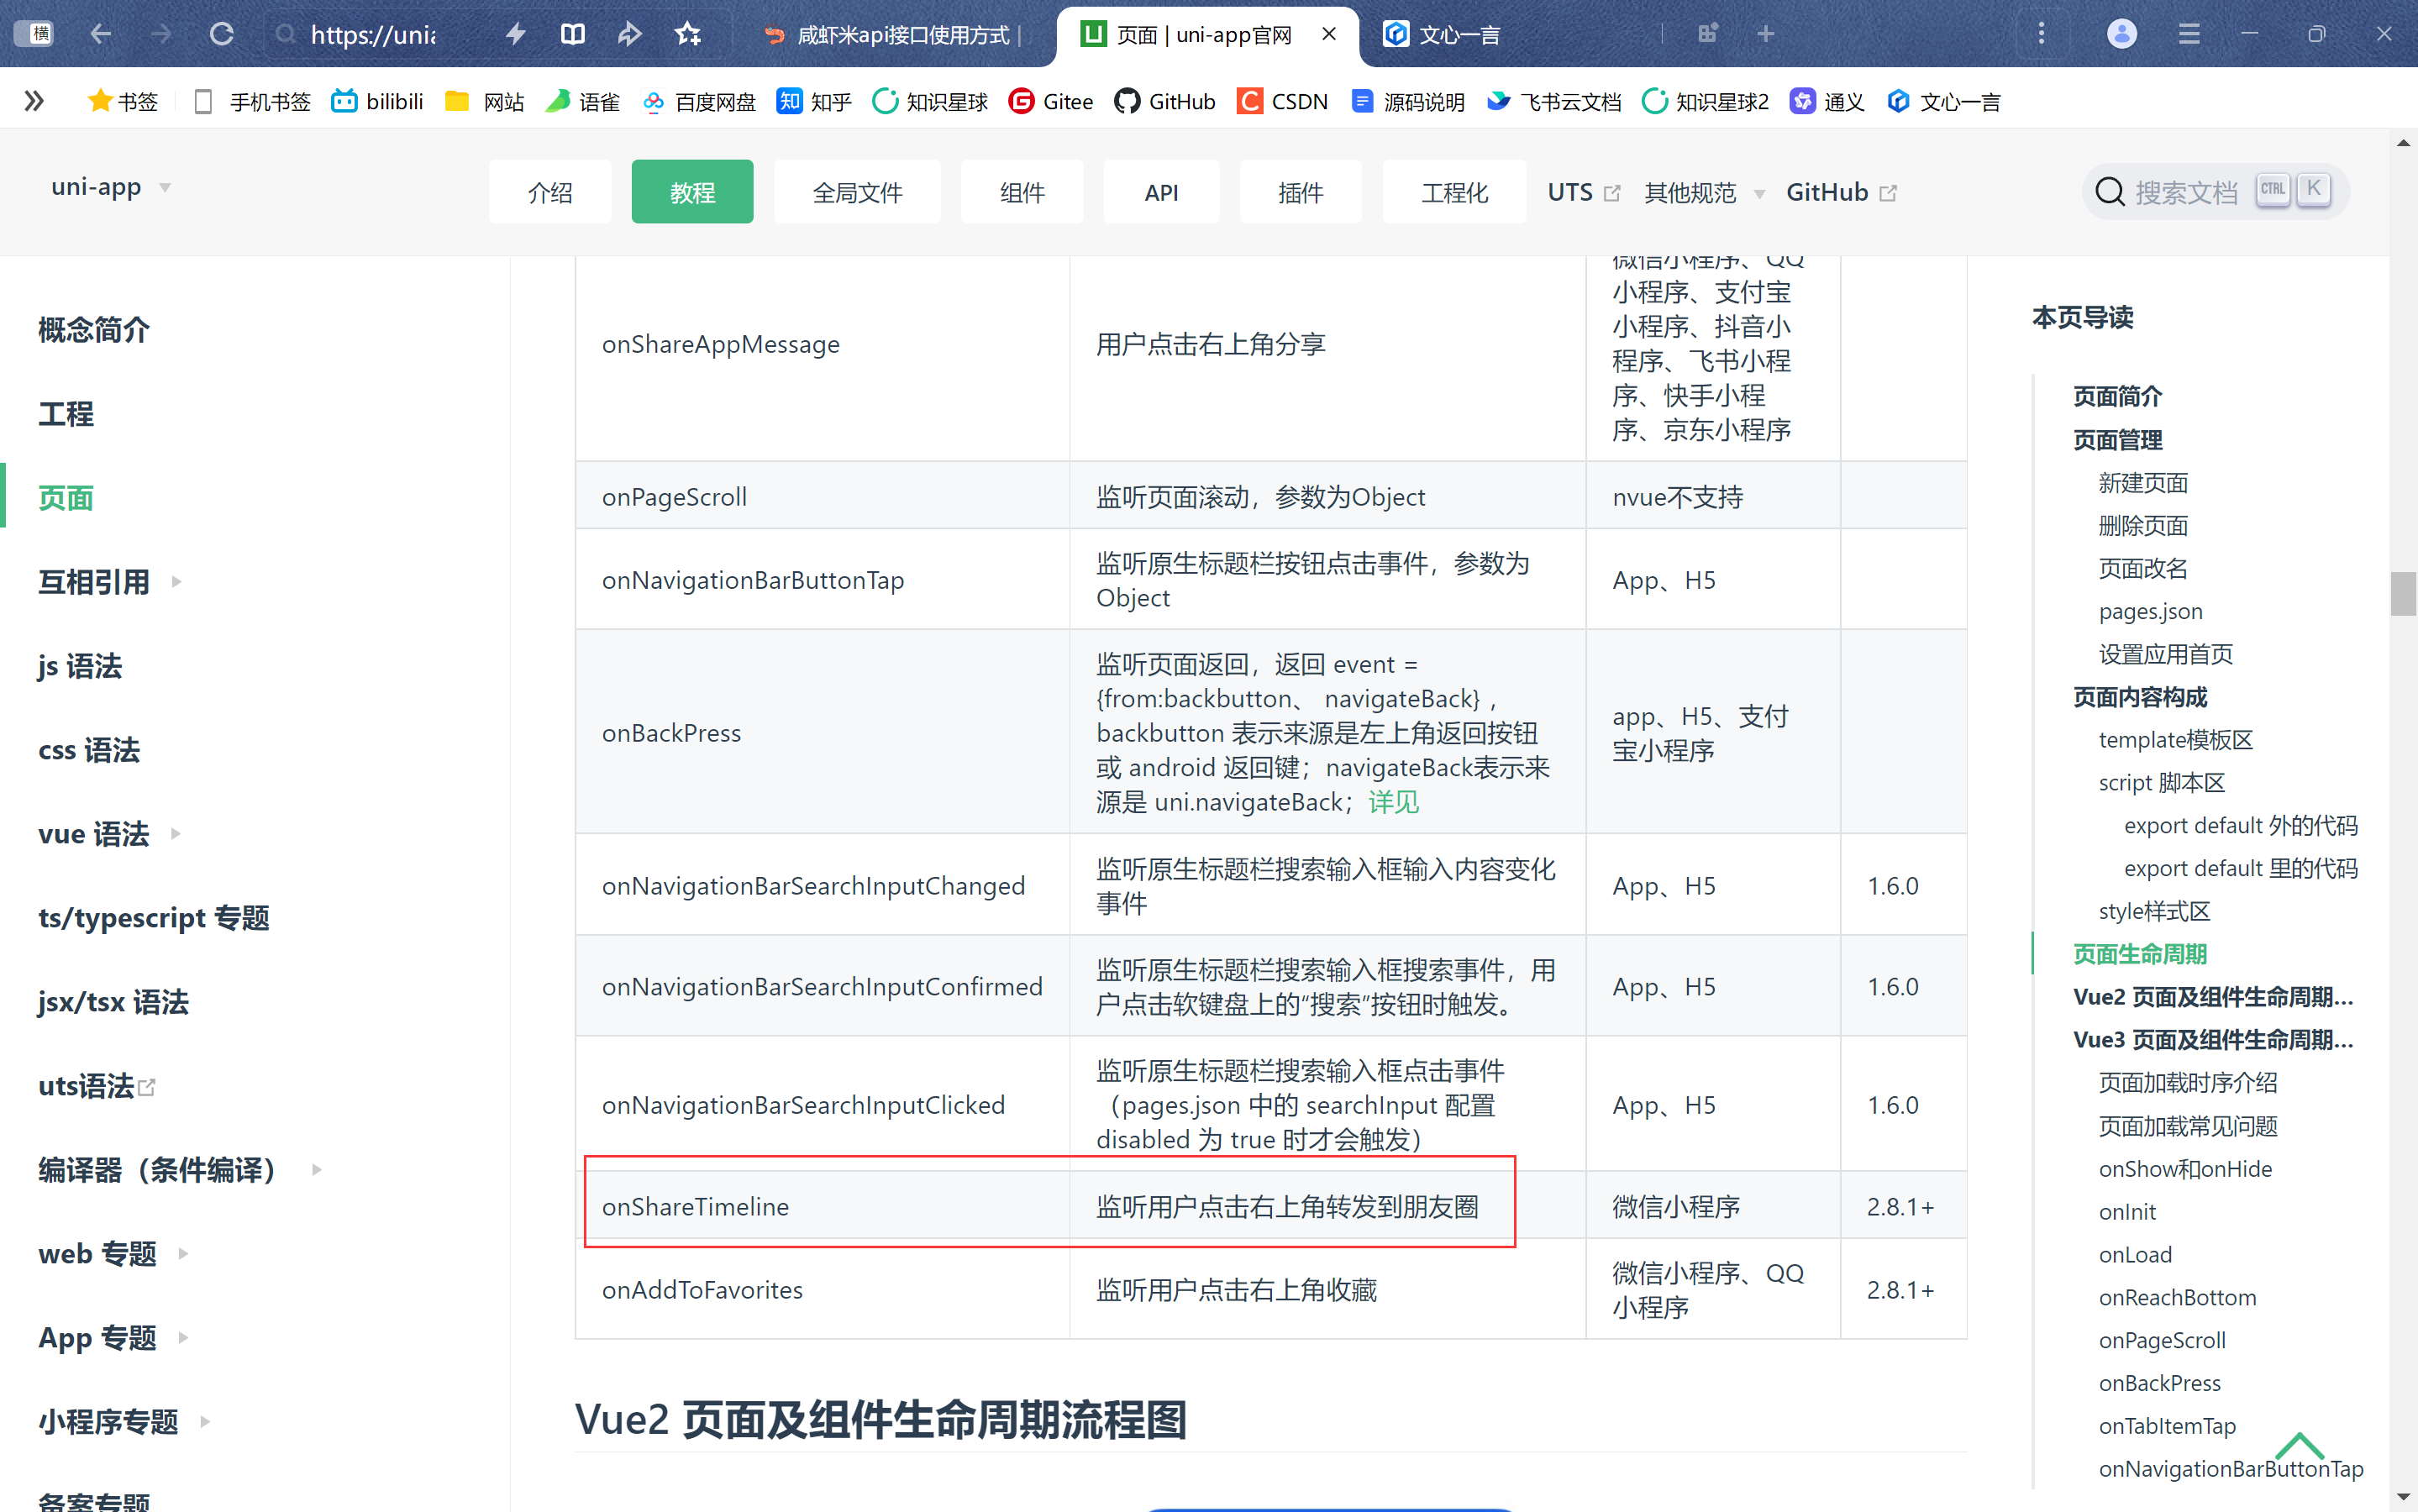 横
https://unia
咸虾米api接口使用方式 |
页面 | uni-app官网
文心一言
书签
手机书签
bilibili
网站
语雀
百度网盘
知 知乎
知识星球
Gitee
GitHub
CSDN
源码说明
飞书云文档
知识星球2
通义
文心一言
uni-app
介绍
教程
全局文件
组件
API
插件
工程化
UTS
其他规范
GitHub
搜索文档
CTRL
K
概念简介
工程
页面
互相引用
js 语法
css 语法
vue 语法
ts/typescript 专题
jsx/tsx 语法
uts语法
编译器（条件编译）
web 专题
App 专题
小程序专题
备案专题
onShareAppMessage
用户点击右上角分享
微信小程序、QQ
小程序、支付宝
小程序、抖音小
程序、飞书小程
序、快手小程
序、京东小程序
onPageScroll
监听页面滚动，参数为Object
nvue不支持
onNavigationBarButtonTap
监听原生标题栏按钮点击事件，参数为
Object
App、H5
onBackPress
监听页面返回，返回 event =
{from:backbutton、 navigateBack} ，
backbutton 表示来源是左上角返回按钮
或 android 返回键；navigateBack表示来
源是 uni.navigateBack；详见
app、H5、支付
宝小程序
onNavigationBarSearchInputChanged
监听原生标题栏搜索输入框输入内容变化
事件
App、H5
1.6.0
onNavigationBarSearchInputConfirmed
监听原生标题栏搜索输入框搜索事件，用
户点击软键盘上的“搜索”按钮时触发。
App、H5
1.6.0
onNavigationBarSearchInputClicked
监听原生标题栏搜索输入框点击事件
（pages.json 中的 searchInput 配置
disabled 为 true 时才会触发）
App、H5
1.6.0
onShareTimeline
监听用户点击右上角转发到朋友圈
微信小程序
2.8.1+
onAddToFavorites
监听用户点击右上角收藏
微信小程序、QQ
小程序
2.8.1+
Vue2 页面及组件生命周期流程图
本页导读
页面简介
页面管理
新建页面
删除页面
页面改名
pages.json
设置应用首页
页面内容构成
template模板区
script 脚本区
export default 外的代码
export default 里的代码
style样式区
页面生命周期
Vue2 页面及组件生命周期...
Vue3 页面及组件生命周期...
页面加载时序介绍
页面加载常见问题
onShow和onHide
onInit
onLoad
onReachBottom
onPageScroll
onBackPress
onTabItemTap
onNavigationBarButtonTap